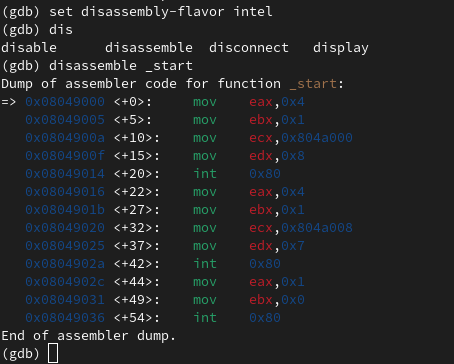 (gdb) set disassembly-flavor intel
(gdb) dis
disable      disassemble  disconnect   display
(gdb) disassemble _start
Dump of assembler code for function _start:
=> 0x08049000 <+0>:     mov    eax,0x4
   0x08049005 <+5>:     mov    ebx,0x1
   0x0804900a <+10>:    mov    ecx,0x804a000
   0x0804900f <+15>:    mov    edx,0x8
   0x08049014 <+20>:    int    0x80
   0x08049016 <+22>:    mov    eax,0x4
   0x0804901b <+27>:    mov    ebx,0x1
   0x08049020 <+32>:    mov    ecx,0x804a008
   0x08049025 <+37>:    mov    edx,0x7
   0x0804902a <+42>:    int    0x80
   0x0804902c <+44>:    mov    eax,0x1
   0x08049031 <+49>:    mov    ebx,0x0
   0x08049036 <+54>:    int    0x80
End of assembler dump.
(gdb)